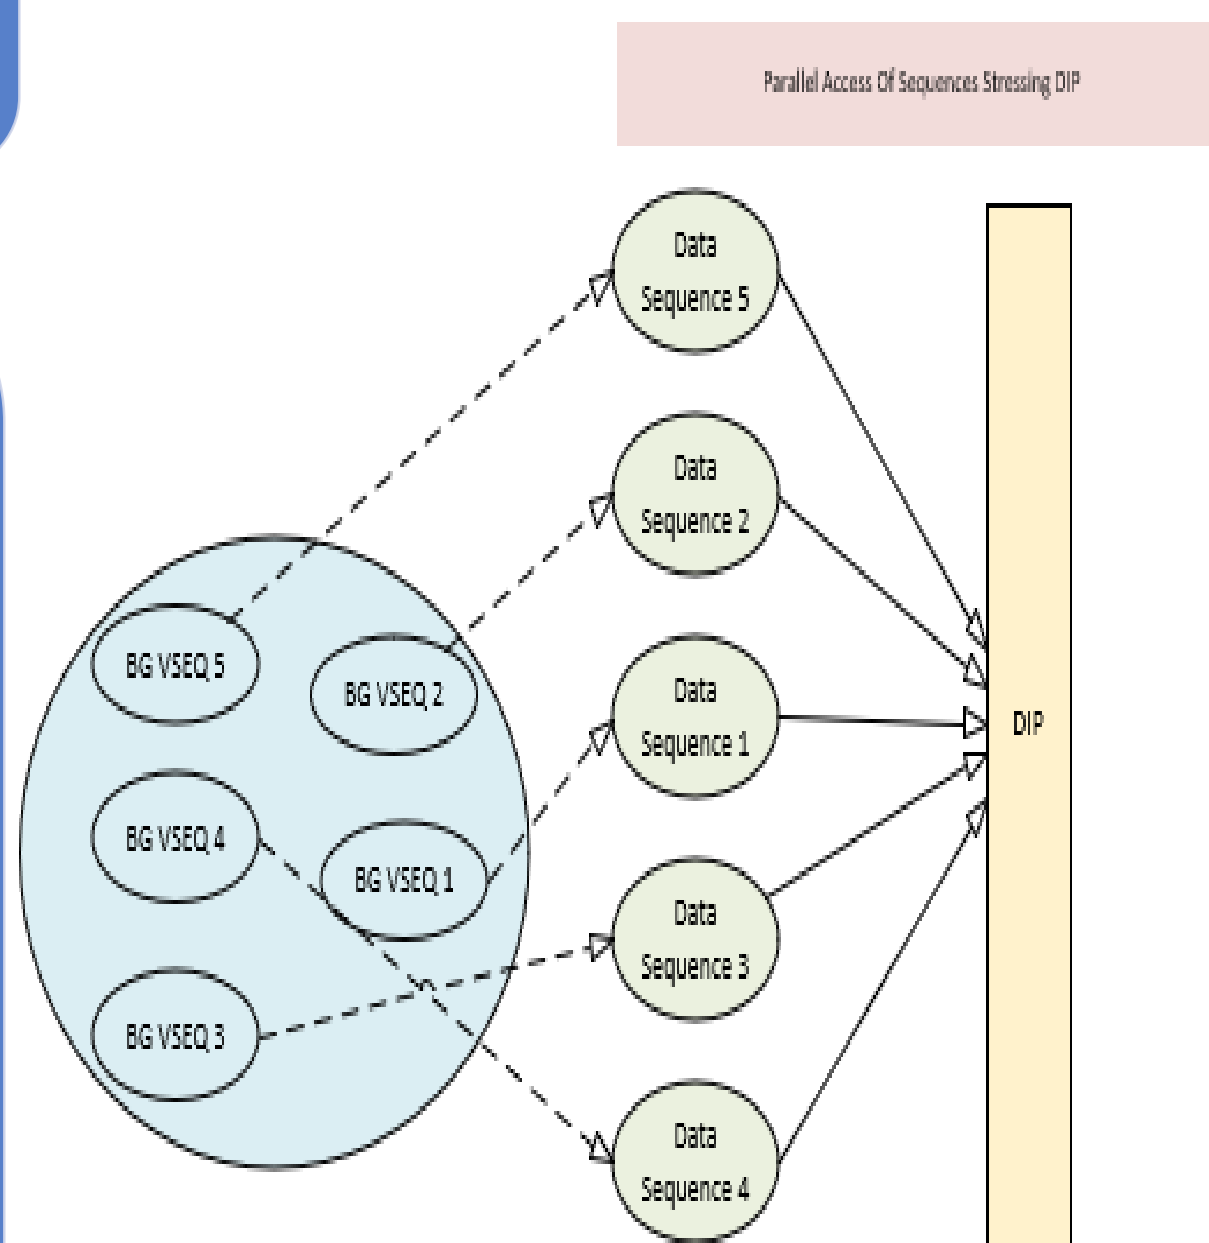 Parallel Access Of Sequences Stressing DIP
Data
Sequence 5
Data
Sequence 2
BG VSEQ 5
BG VSEQ 2
Data
Sequence 1
DIP
BG VSEQ 4
BG VSEQ 1
Data
Sequence 3
BG VSEQ 3
Data
Sequence 4